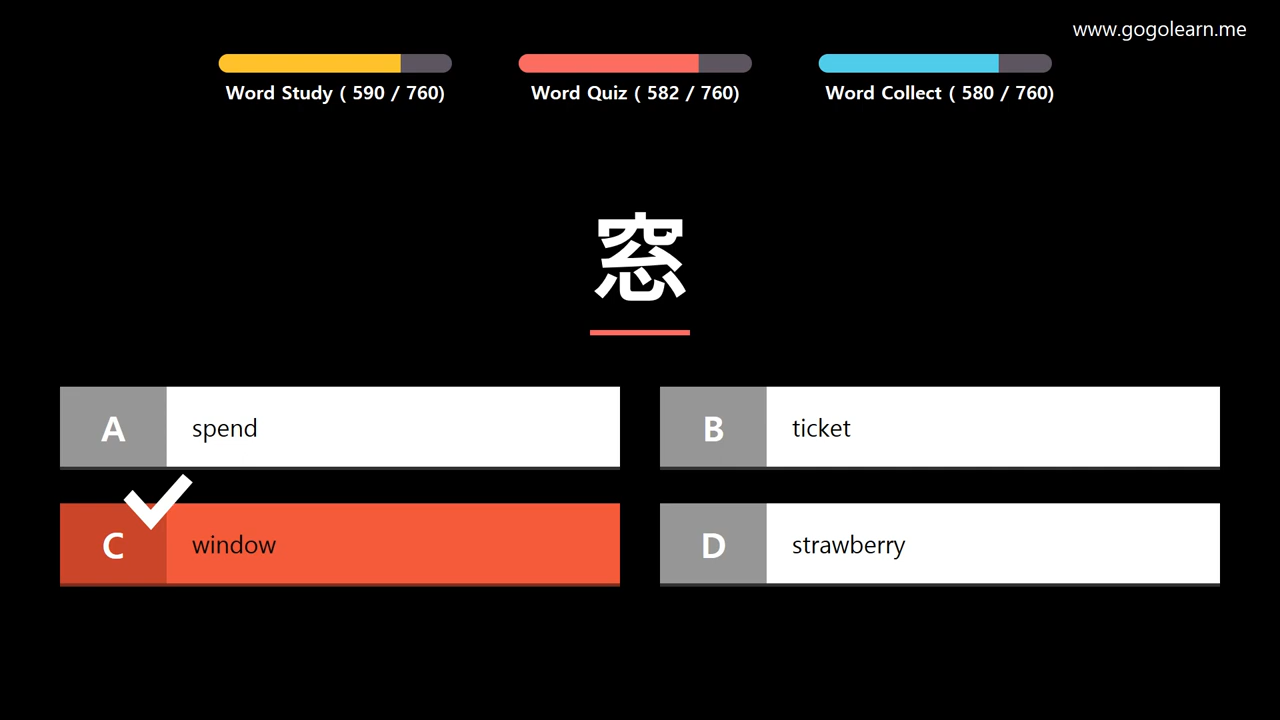 www.gogolearn.me
Word Study ( 590 / 760)
Word Quiz ( 582 / 760)
Word Collect ( 580 / 760)
窓
A spend
B ticket
C window
D strawberry